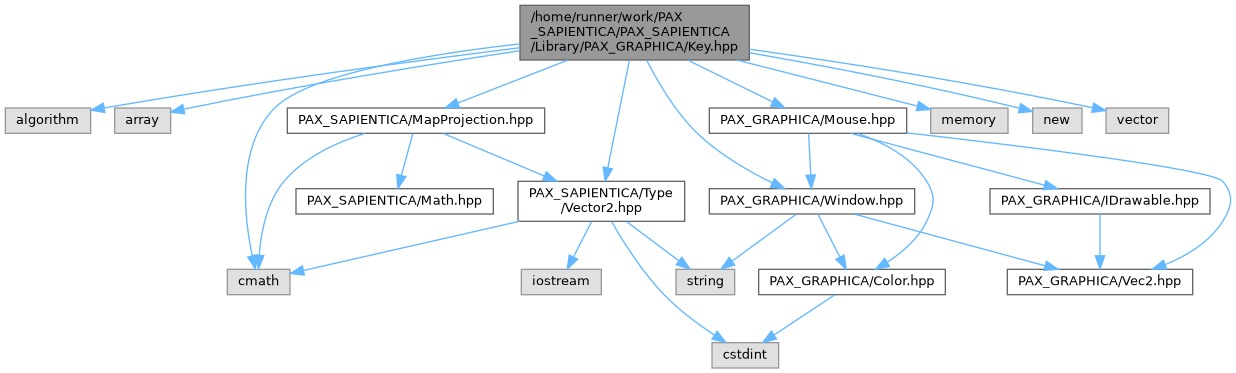 /home/runner/work/PAX
_SAPIENTICA/PAX_SAPIENTICA
/Library/PAX_GRAPHICA/Key.hpp
algorithm
array
PAX_SAPIENTICA/MapProjection.hpp
PAX_GRAPHICA/Mouse.hpp
memory
new
vector
PAX_SAPIENTICA/Math.hpp
PAX_SAPIENTICA/Type
/Vector2.hpp
PAX_GRAPHICA/Window.hpp
PAX_GRAPHICA/IDrawable.hpp
cmath
iostream
string
PAX_GRAPHICA/Color.hpp
PAX_GRAPHICA/Vec2.hpp
cstdint